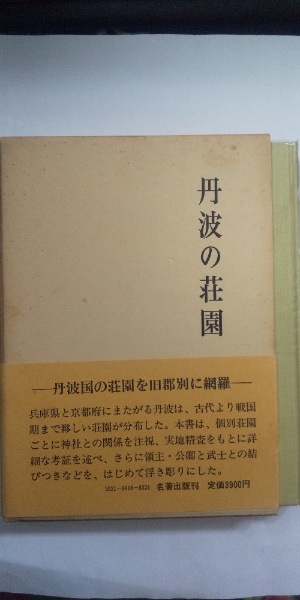 丹波の荘園
―丹波国の荘園を旧郡別に網羅―
兵庫県と京都府にまたがる丹波は、古代より戦国
期まで夥しい荘園が分布した。本書は、個別荘園
ごとに神社との関係を注視、実地精査をもとに詳
細な考証を述べ、さらに領主・公卿と武士との結
びつきなどを、はじめて浮き彫りにした。
名著出版刊 定価3900円